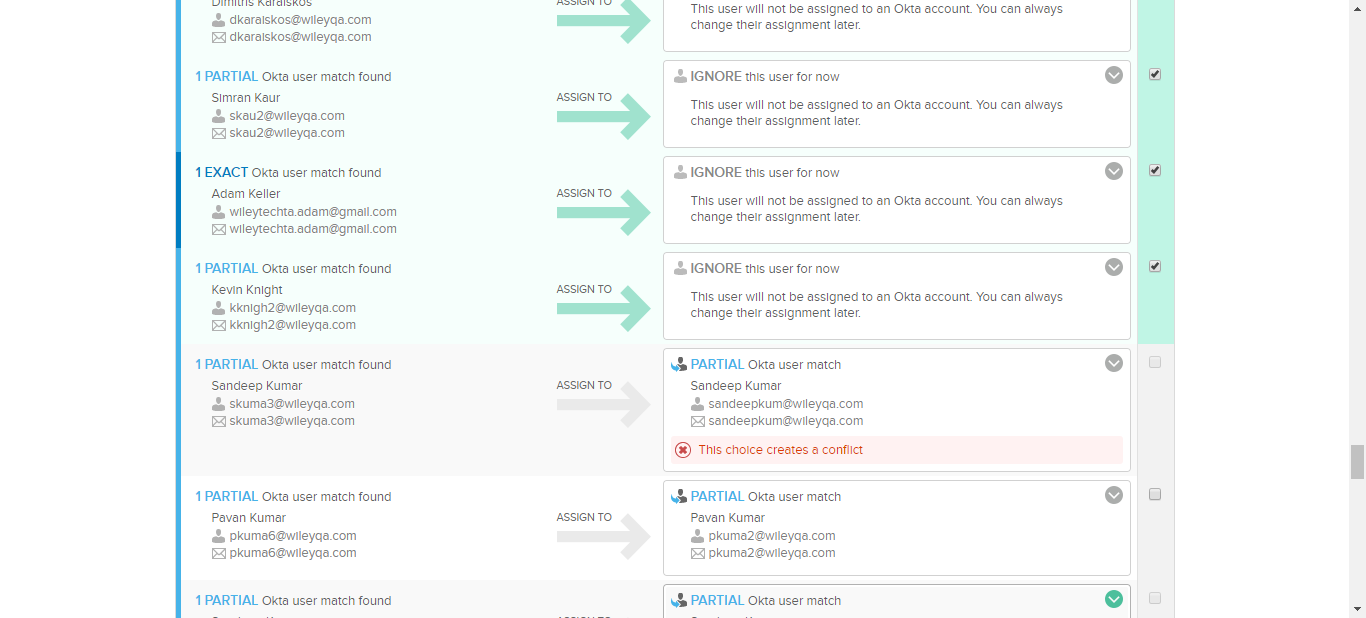 Dimitris Karaiskos
dkaraiskos@wileyqa.com
dkaraiskos@wileyqa.com
ASSIGN TO
This user will not be assigned to an Okta account. You can always
change their assignment later.
1 PARTIAL Okta user match found
Simran Kaur
skau2@wileyqa.com
skau2@wileyqa.com
ASSIGN TO
IGNORE this user for now
This user will not be assigned to an Okta account. You can always
change their assignment later.
1 EXACT Okta user match found
Adam Keller
wileytechta.adam@gmail.com
wileytechta.adam@gmail.com
ASSIGN TO
IGNORE this user for now
This user will not be assigned to an Okta account. You can always
change their assignment later.
1 PARTIAL Okta user match found
Kevin Knight
kknigh2@wileyqa.com
kknigh2@wileyqa.com
ASSIGN TO
IGNORE this user for now
This user will not be assigned to an Okta account. You can always
change their assignment later.
1 PARTIAL Okta user match found
Sandeep Kumar
skuma3@wileyqa.com
skuma3@wileyqa.com
ASSIGN TO
PARTIAL Okta user match
Sandeep Kumar
sandeepkum@wileyqa.com
sandeepkum@wileyqa.com
This choice creates a conflict
1 PARTIAL Okta user match found
Pavan Kumar
pkuma6@wileyqa.com
pkuma6@wileyqa.com
ASSIGN TO
PARTIAL Okta user match
Pavan Kumar
pkuma2@wileyqa.com
pkuma2@wileyqa.com
1 PARTIAL Okta user match found
PARTIAL Okta user match